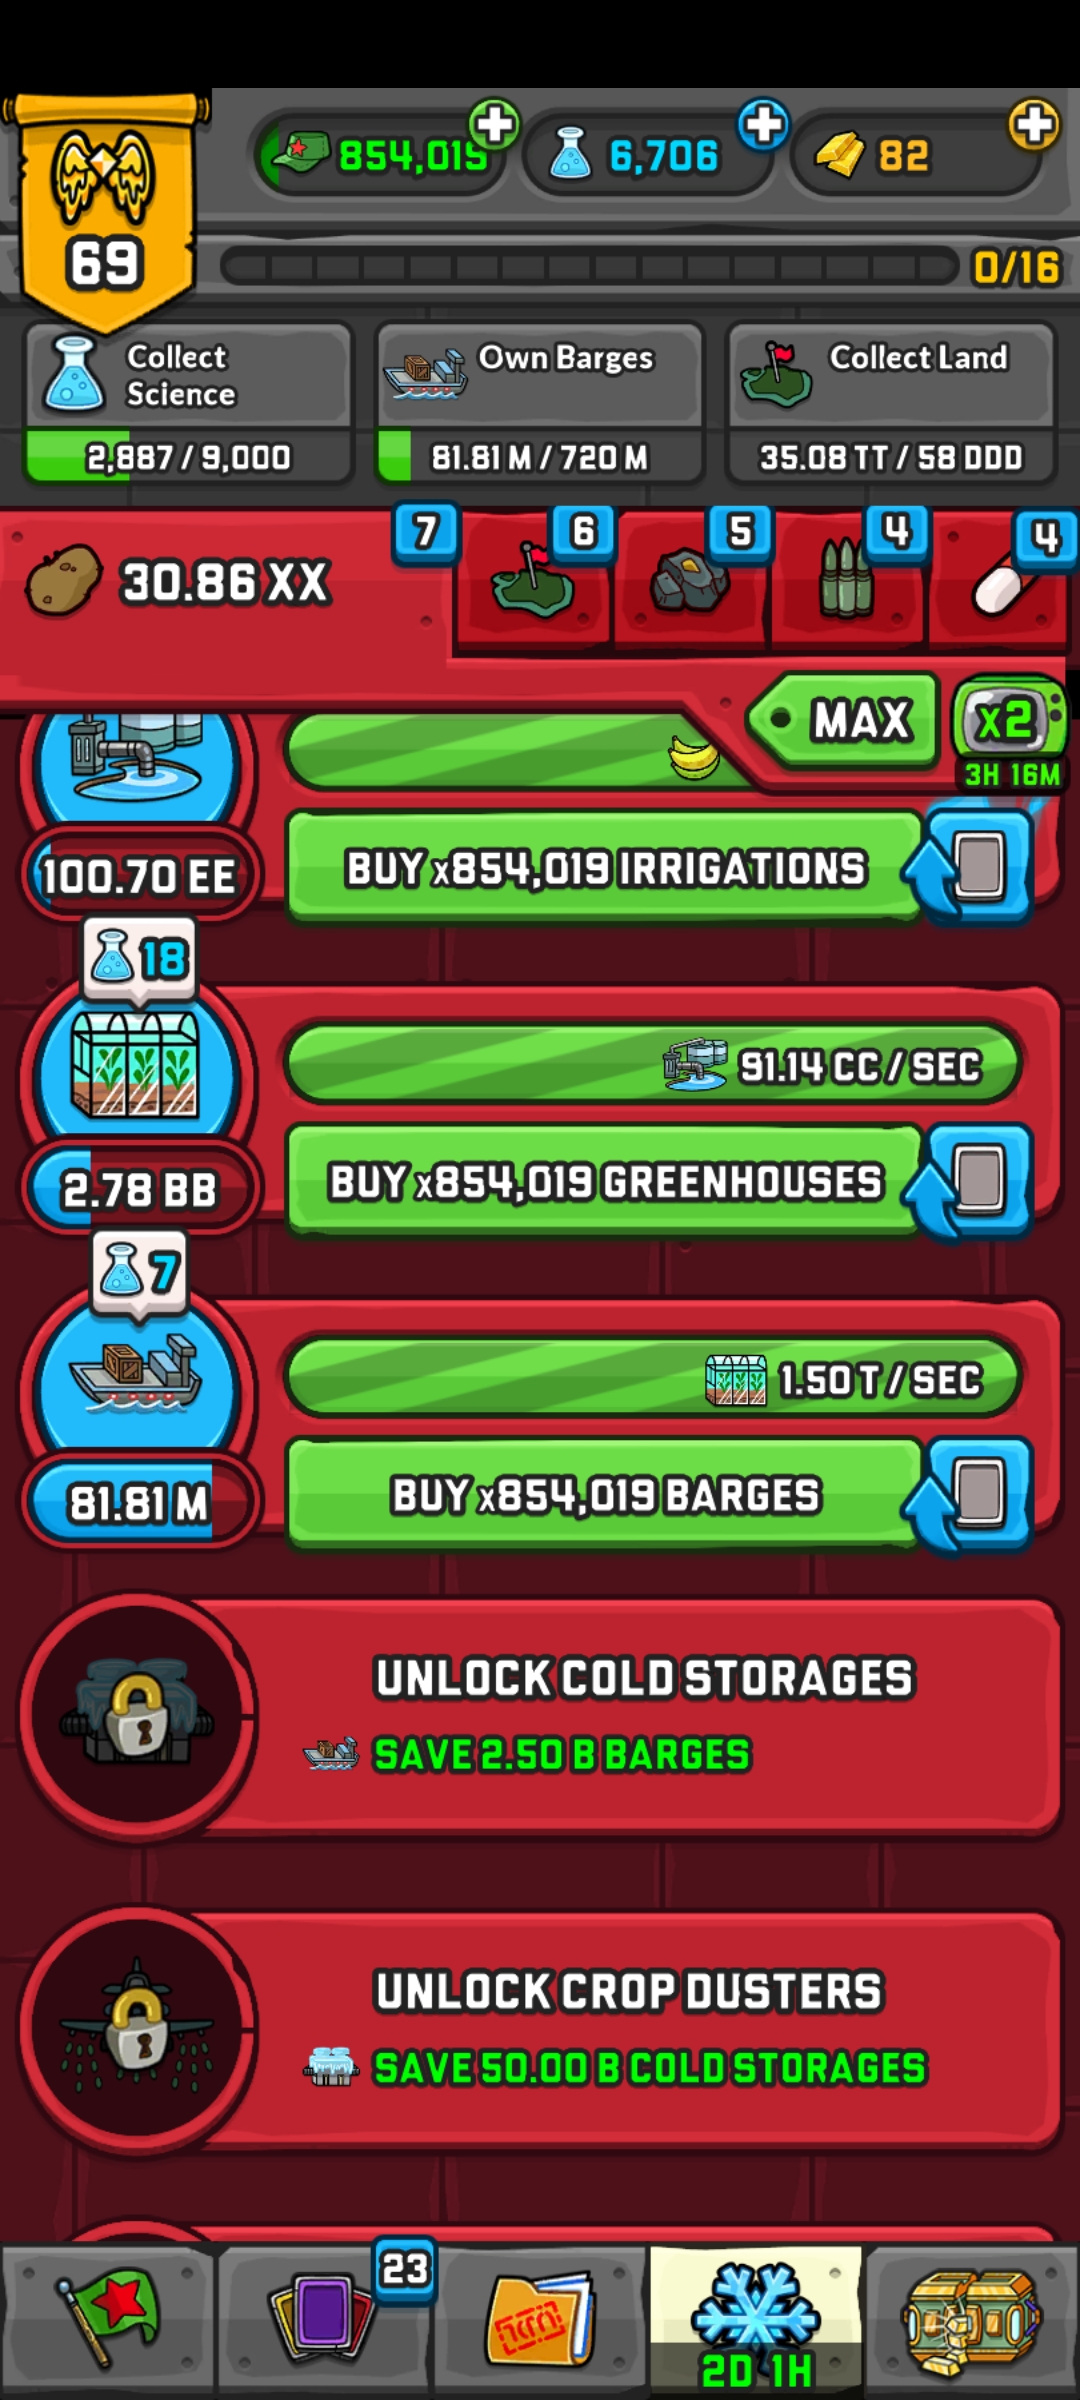 854,019
6,706
82
69
0/16
Collect
Science
2,887 / 9,000
Own Barges
81.81 M / 720 M
Collect Land
35.08 TT / 58 DDD
30.86 XX
7
6
5
4
4
MAX
x2
3H 16M
100.70 EE
BUY x854,019 IRRIGATIONS
18
91.14 CC / SEC
2.78 BB
BUY x854,019 GREENHOUSES
7
1.50 T / SEC
81.81 M
BUY x854,019 BARGES
UNLOCK COLD STORAGES
SAVE 2.50 B BARGES
UNLOCK CROP DUSTERS
SAVE 50.00 B COLD STORAGES
23
2D 1H